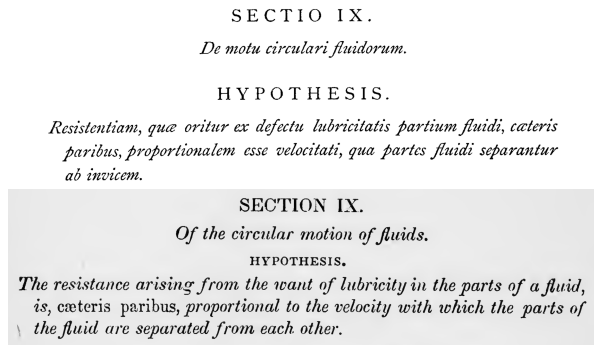 SECTIO IX.
De motu circulari fluidorum.
HYPOTHESIS.
Resistentiam, quæ oritur ex defectu lubricitatis partium fluidi, cæteris
paribus, proportionalem esse velocitati, qua partes fluidi separantur
ab invicem.
SECTION IX.
Of the circular motion of fluids.
HYPOTHESIS.
The resistance arising from the want of lubricity in the parts of a fluid,
is, cæteris paribus, proportional to the velocity with which the parts of
the fluid are separated from each other.